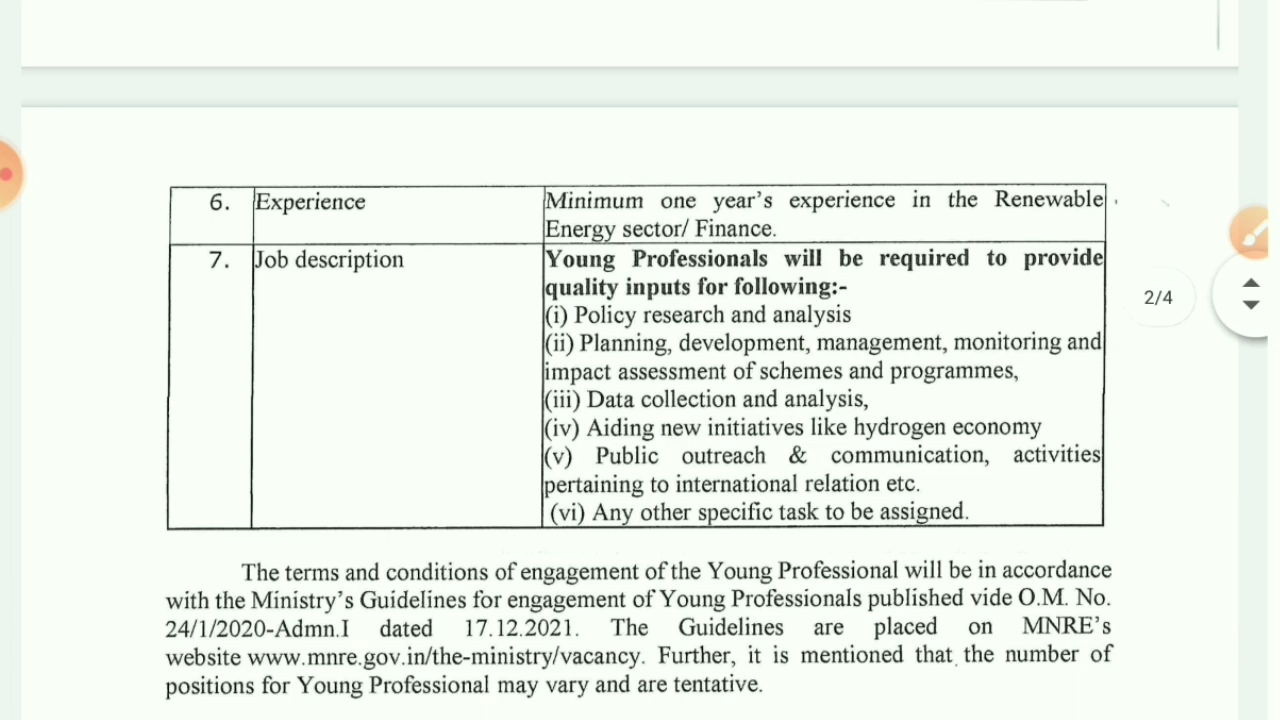 6. Experience Minimum one year's experience in the Renewable
Energy sector/ Finance.
7. Job description Young Professionals will be required to provide
quality inputs for following:-
(i) Policy research and analysis
(ii) Planning, development, management, monitoring and
impact assessment of schemes and programmes,
(iii) Data collection and analysis,
(iv) Aiding new initiatives like hydrogen economy
(v) Public outreach & communication, activities
pertaining to international relation etc.
(vi) Any other specific task to be assigned.
2/4
The terms and conditions of engagement of the Young Professional will be in accordance
with the Ministry's Guidelines for engagement of Young Professionals published vide O.M. No.
24/1/2020-Admn.I dated 17.12.2021. The Guidelines are placed on MNRE's
website www.mnre.gov.in/the-ministry/vacancy. Further, it is mentioned that the number of
positions for Young Professional may vary and are tentative.